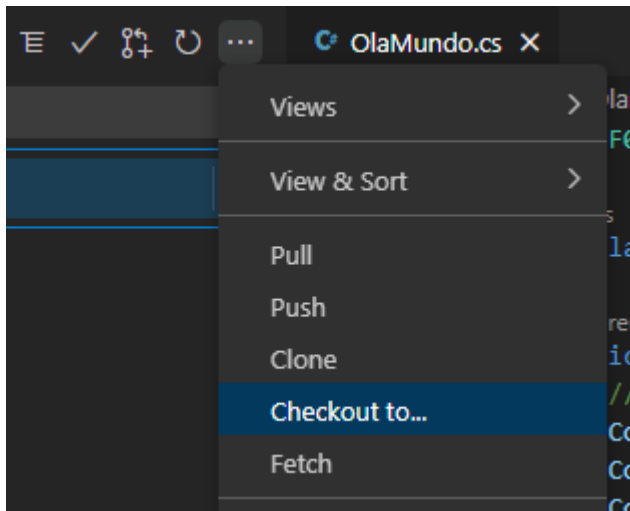 OlaMundo.cs
Views
View & Sort
Pull
Push
Clone
Checkout to...
Fetch